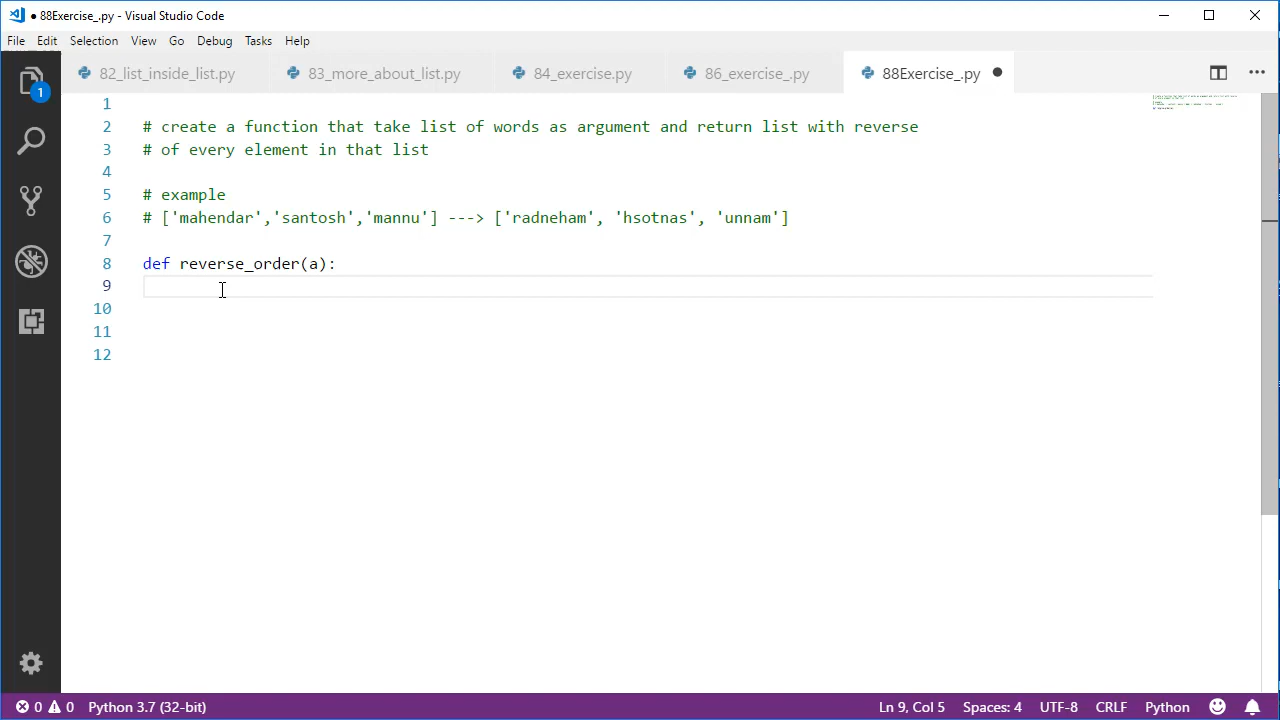 ● 88Exercise_.py - Visual Studio Code
File Edit Selection View Go Debug Tasks Help
82_list_inside_list.py 83_more_about_list.py 84_exercise.py 86_exercise_.py 88Exercise_.py ●
1
1
2 # create a function that take list of words as argument and return list with reverse
3 # of every element in that list
4
5 # example
6 # ['mahendar','santosh','mannu'] ---> ['radneham', 'hsotnas', 'unnam']
7
8 def reverse_order(a):
9
10
11
12
0 0 Python 3.7 (32-bit) Ln 9, Col 5 Spaces: 4 UTF-8 CRLF Python